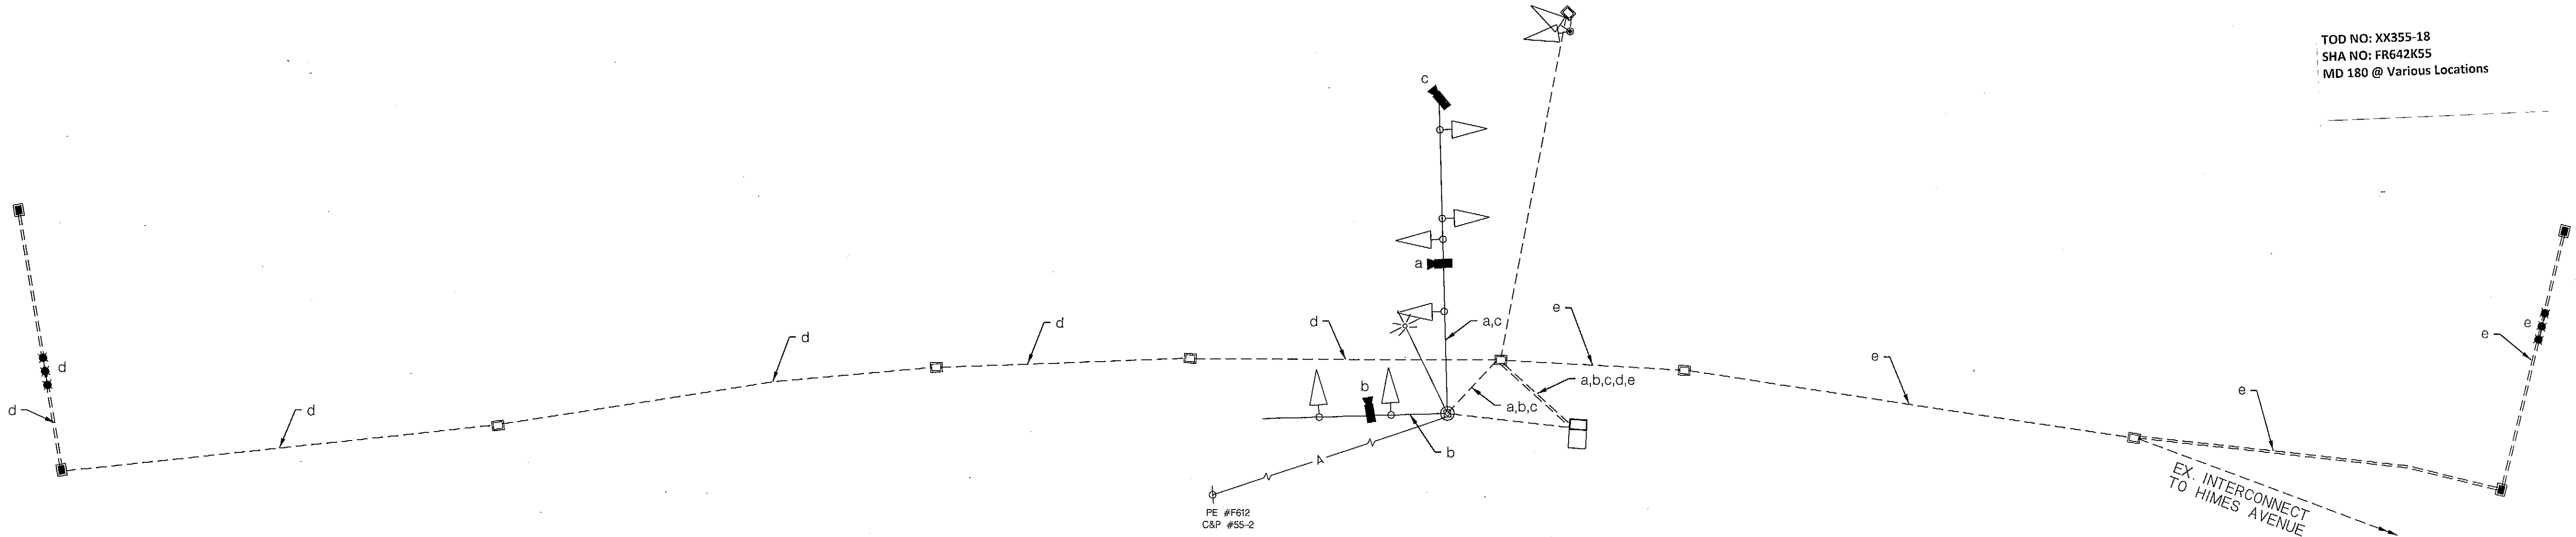 TOD NO: XX355-18
SHA NO: FR642K55
MD 180 @ Various Locations
c
a
a,c
d
d
d
d
d
d
b
b
a,b,c
a,b,c,d,e
e
e
e
e
e
A
PE #F612
C&P #55-2
EX. INTERCONNECT
TO HIMES AVENUE